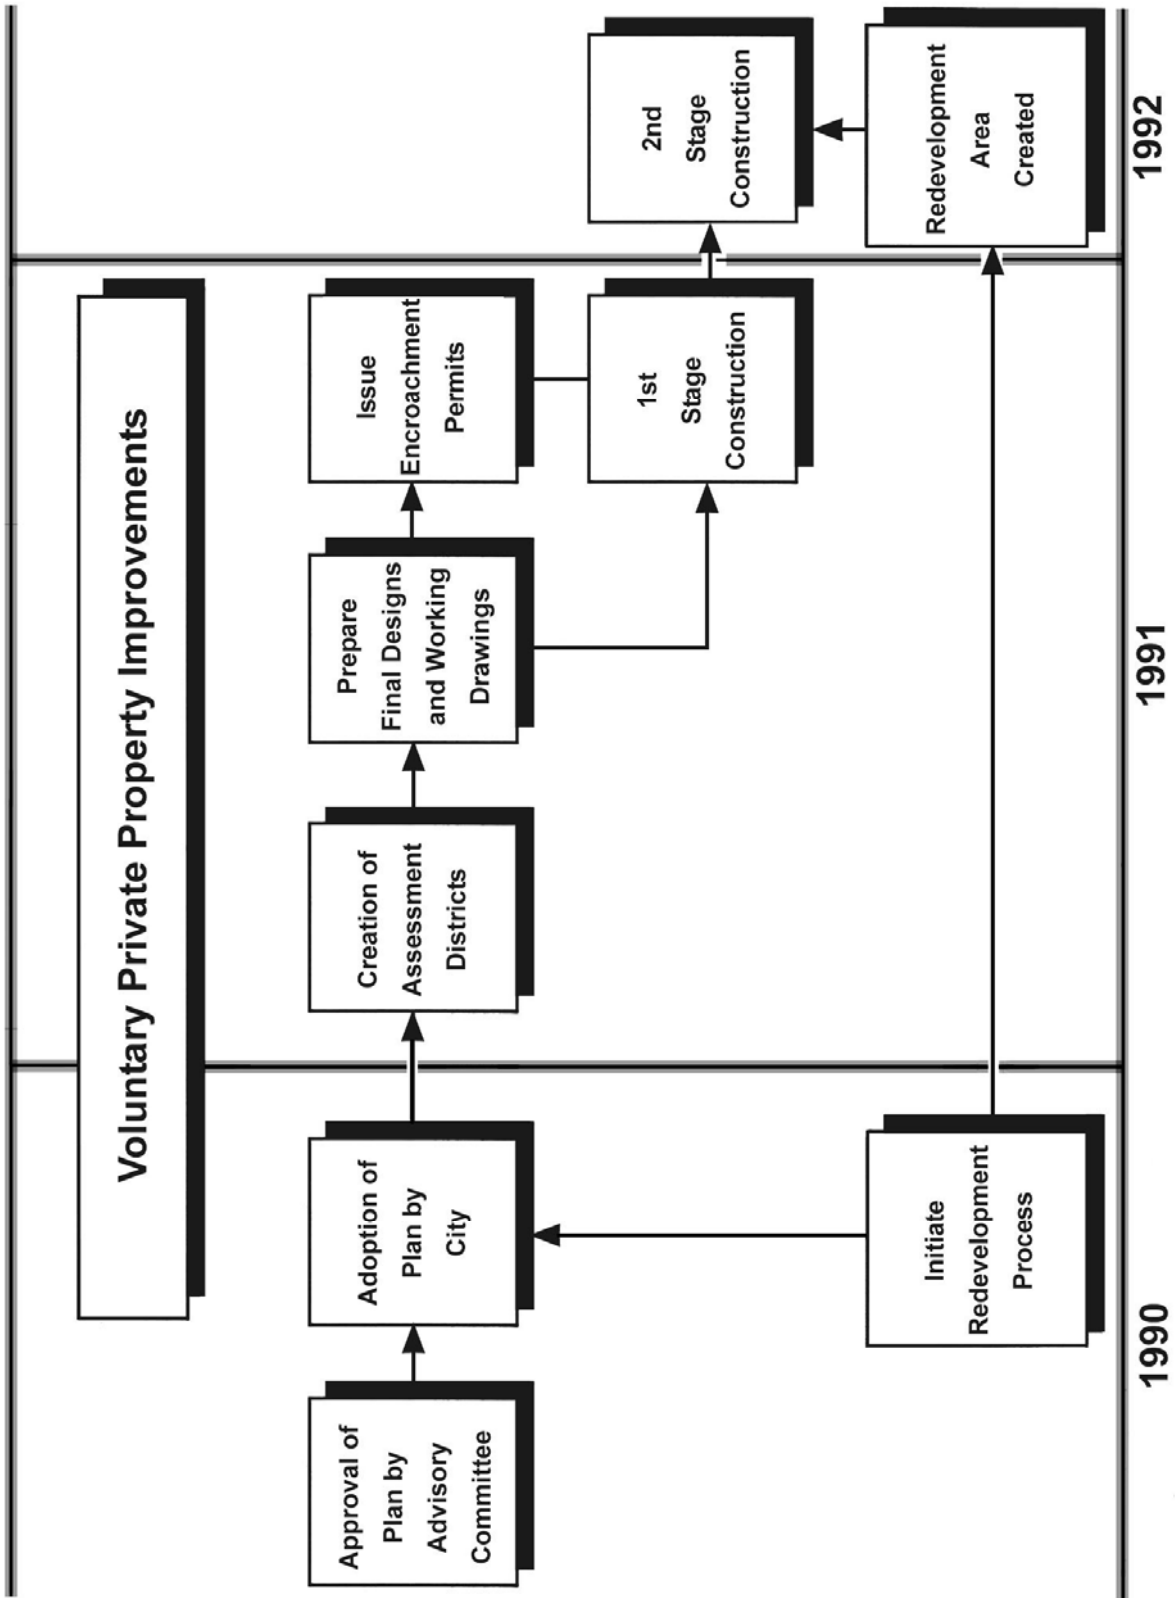 Voluntary Private Property Improvements
Approval of
Plan by
Advisory
Committee
Adoption of
Plan by
City
Creation of
Assessment
Districts
Prepare
Final Designs
and Working
Drawings
Issue
Encroachment
Permits
1st
Stage
Construction
2nd
Stage
Construction
Initiate
Redevelopment
Process
Redevelopment
Area
Created
1990
1991
1992